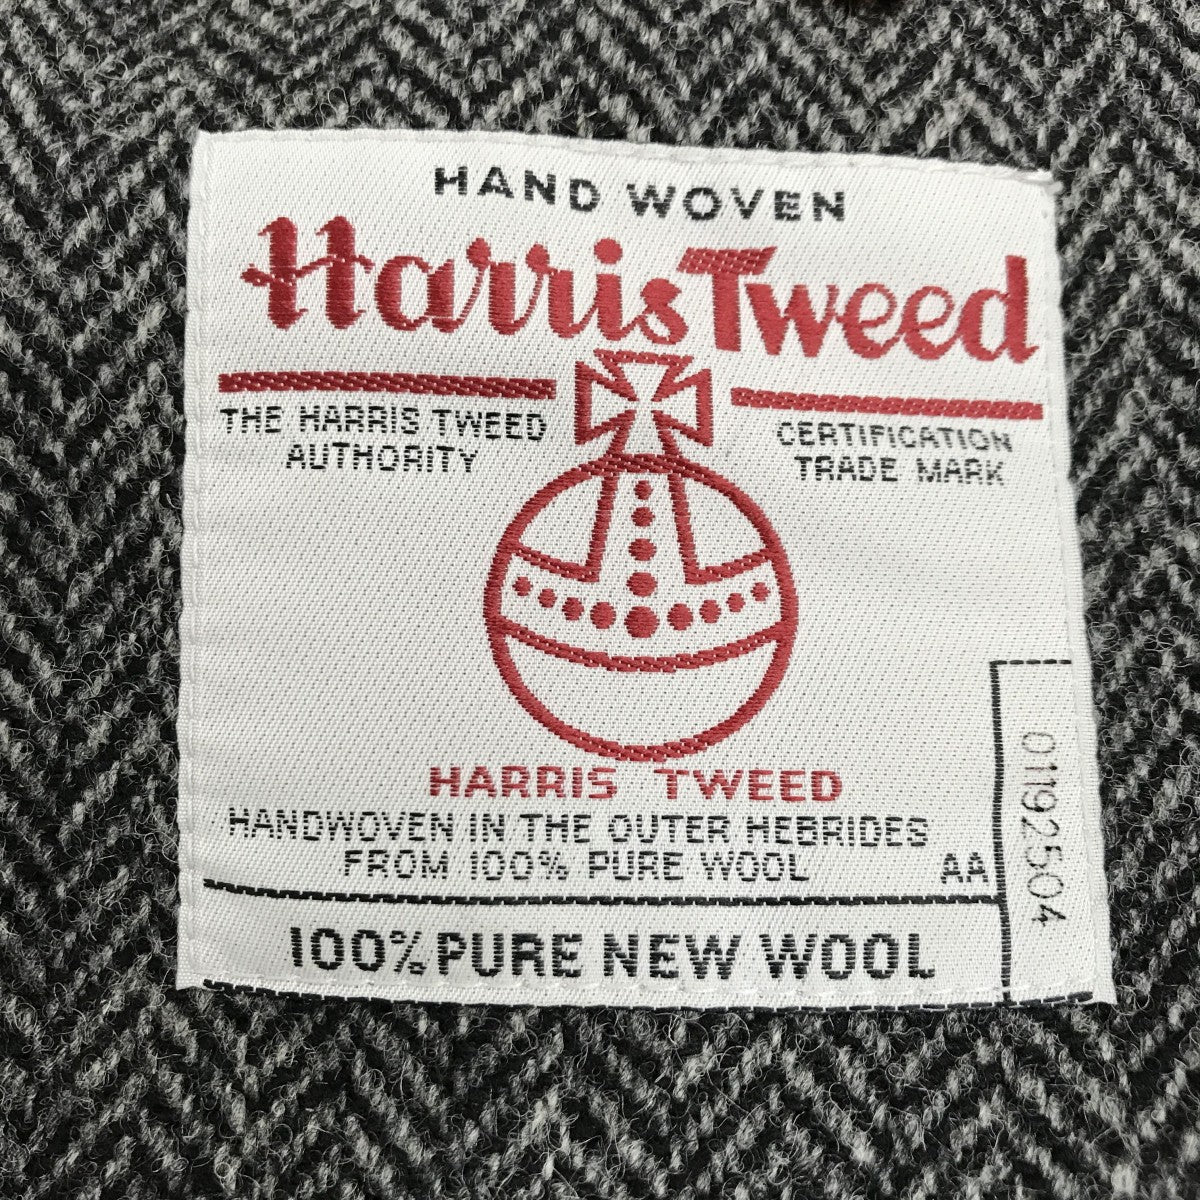 HAND WOVEN
Harris Tweed
THE HARRIS TWEED
AUTHORITY
CERTIFICATION
TRADE MARK
HARRIS TWEED
HANDWOVEN IN THE OUTER HEBRIDES
FROM 100% PURE WOOL
AA
01192504
100% PURE NEW WOOL